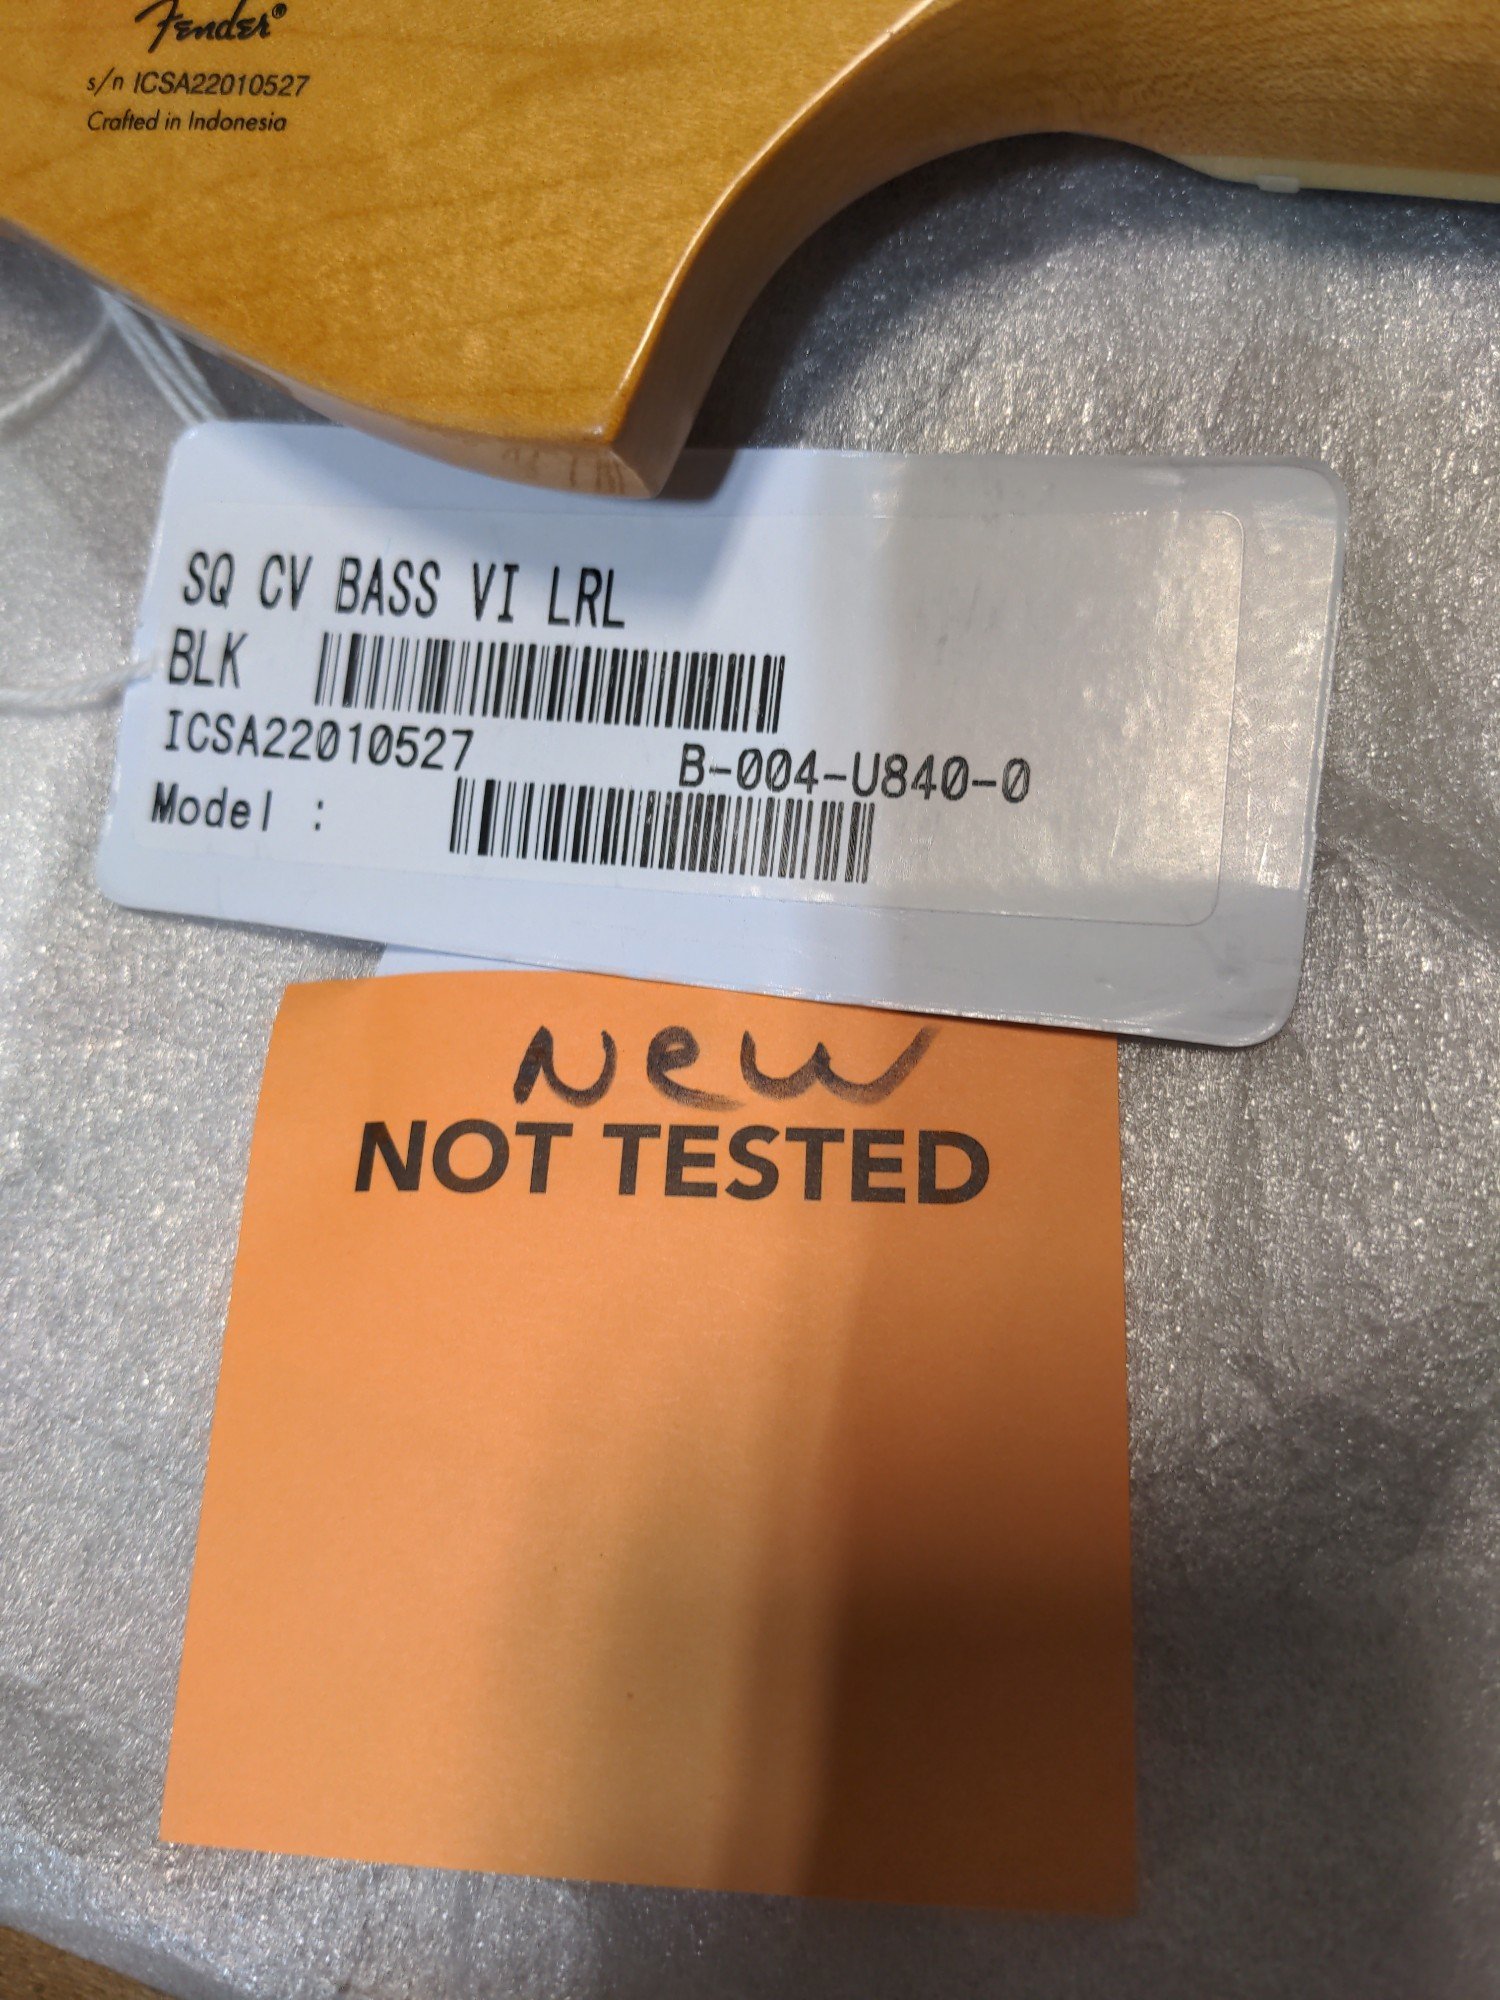 Fender®
s/n ICSA22010527
Crafted in Indonesia
SQ CV BASS VI LRL
BLK
ICSA22010527
B-004-U840-0
Model :
New
NOT TESTED